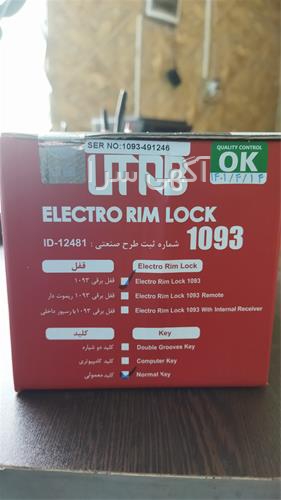 SER NO:1093-491246
QUALITY CONTROL
OK
۱۴۰۱/۴/۱۴
UTAB
آگهی سرا
ELECTRO RIM LOCK
ID-12481 : شماره ثبت طرح صنعتی 1093
قفل Electro Rim Lock
قفل برقی ۱۰۹۳ Electro Rim Lock 1093
قفل برقی ۱۰۹۳ ریموت دار Electro Rim Lock 1093 Remote
قفل برقی ۱۰۹۳ با رسیور داخلی Electro Rim Lock 1093 With Internal Receiver
کلید Key
کلید دو شیاره Double Grooves Key
کلید کامپیوتری Computer Key
کلید معمولی Normal Key